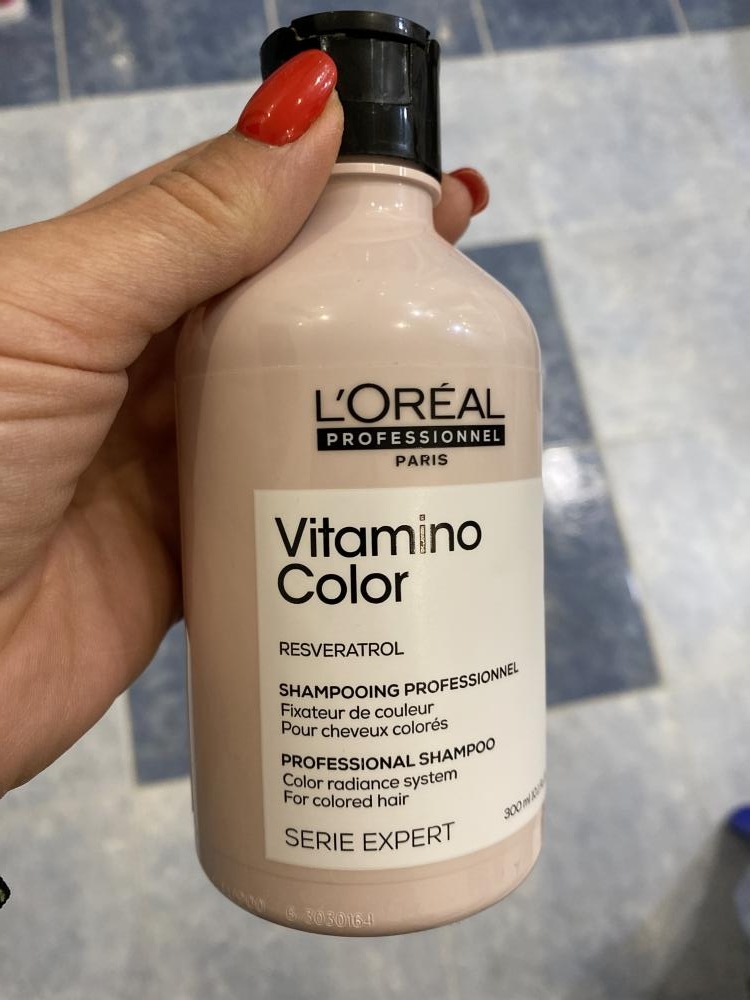 L'ORÉAL
PROFESSIONNEL
PARIS
Vitamino
Color
RESVERATROL
SHAMPOOING PROFESSIONNEL
Fixateur de couleur
Pour cheveux colorés
PROFESSIONAL SHAMPOO
Color radiance system
For colored hair
300 ml
SERIE EXPERT
3030164